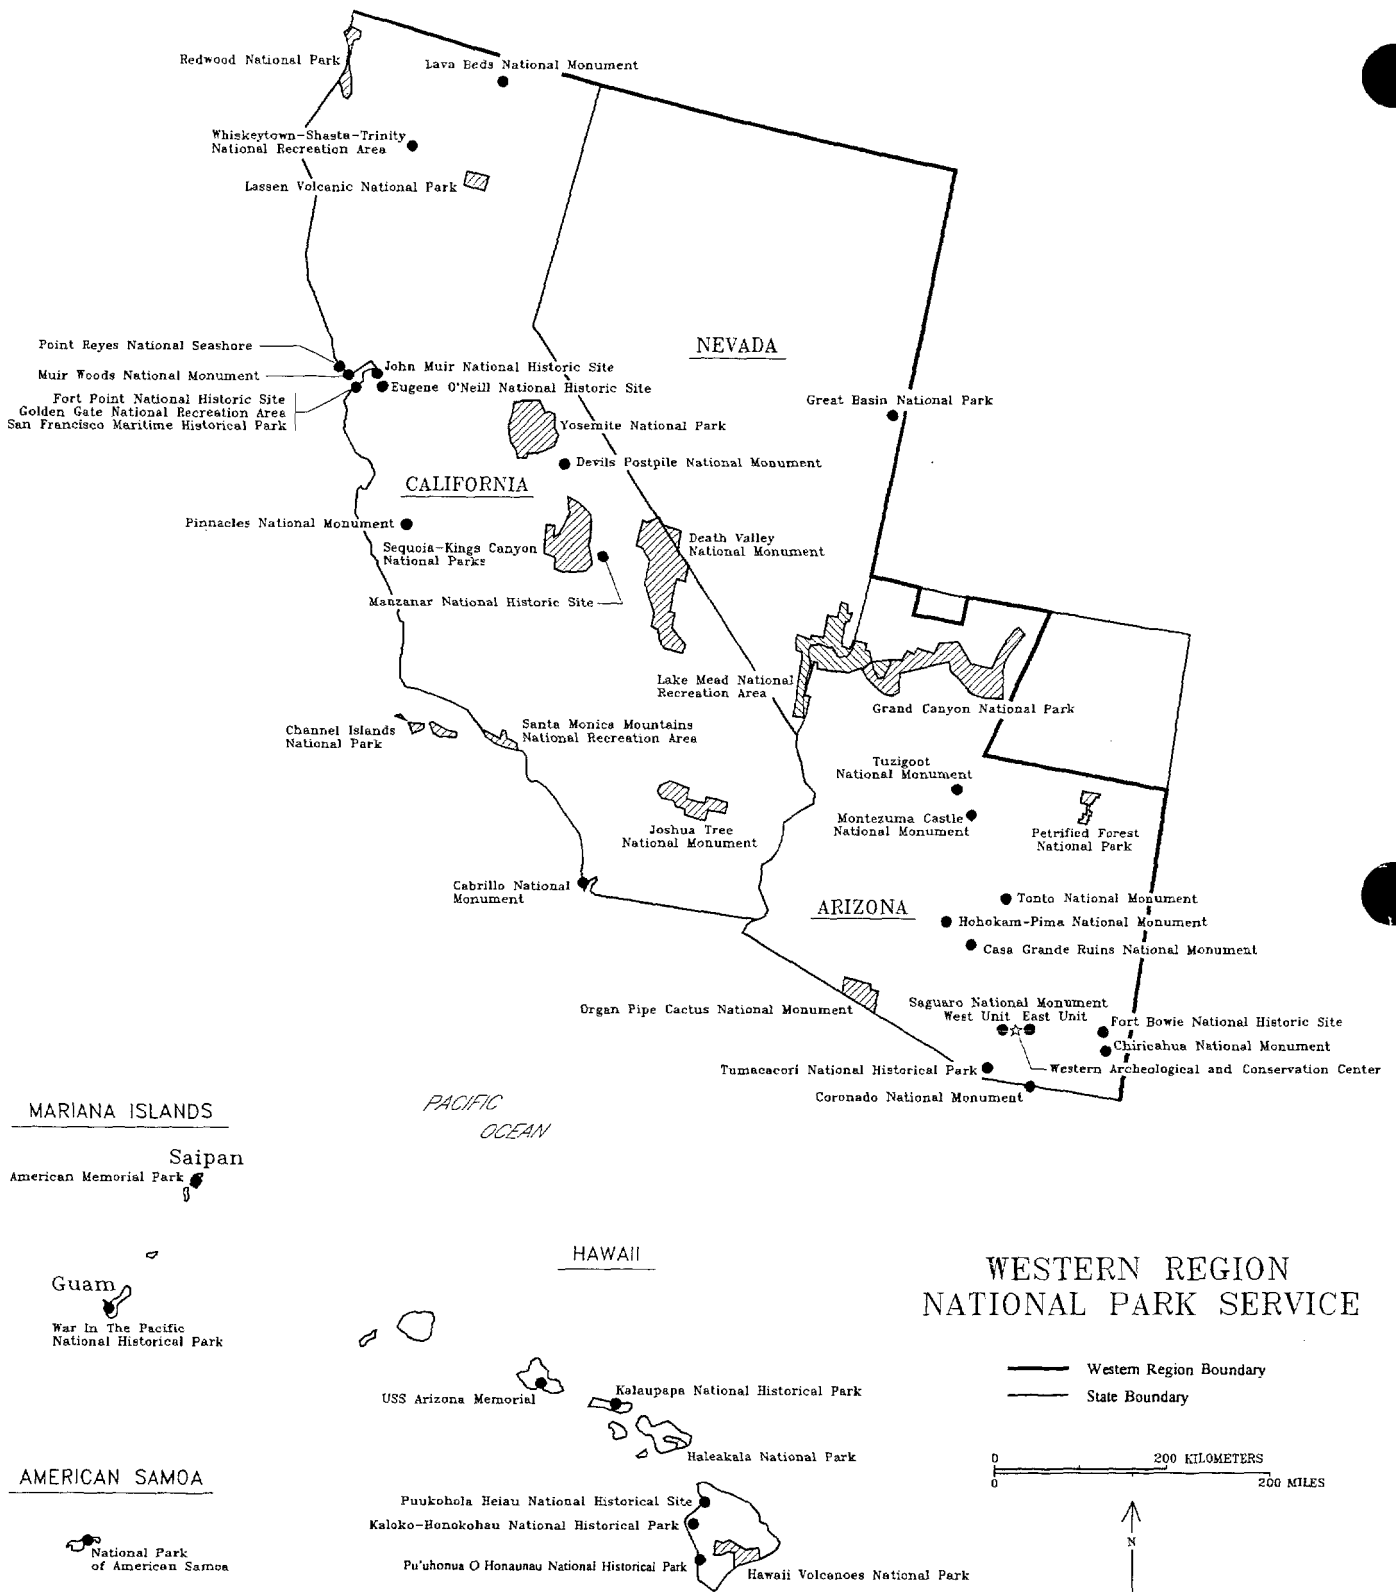 Redwood National Park
Lava Beds National Monument
Whiskeytown-Shasta-Trinity
National Recreation Area
Lassen Volcanic National Park
NEVADA
Point Reyes National Seashore
Muir Woods National Monument
Fort Point National Historic Site
Golden Gate National Recreation Area
San Francisco Maritime Historical Park
John Muir National Historic Site
Eugene O'Neill National Historic Site
Great Basin National Park
Yosemite National Park
Devils Postpile National Monument
CALIFORNIA
Pinnacles National Monument
Sequoia-Kings Canyon
National Parks
Death Valley
National Monument
Manzanar National Historic Site
Lake Mead National
Recreation Area
Grand Canyon National Park
Channel Islands
National Park
Santa Monica Mountains
National Recreation Area
Tuzigoot
National Monument
Montezuma Castle
National Monument
Petrified Forest
National Park
Joshua Tree
National Monument
Cabrillo National
Monument
ARIZONA
Tonto National Monument
Hohokam-Pima National Monument
Casa Grande Ruins National Monument
Organ Pipe Cactus National Monument
Saguaro National Monument
West Unit East Unit
Fort Bowie National Historic Site
Chiricahua National Monument
Western Archeological and Conservation Center
Tumacacori National Historical Park
Coronado National Monument
MARIANA ISLANDS
Saipan
American Memorial Park
Guam
War In The Pacific
National Historical Park
PACIFIC
OCEAN
HAWAII
USS Arizona Memorial
Kalaupapa National Historical Park
Haleakala National Park
Puukohola Heiau National Historical Site
Kaloko-Honokohau National Historical Park
Pu'uhonua O Honaunau National Historical Park
Hawaii Volcanoes National Park
AMERICAN SAMOA
National Park
of American Samoa
WESTERN REGION
NATIONAL PARK SERVICE
Western Region Boundary
State Boundary
0 200 KILOMETERS
0 200 MILES
N